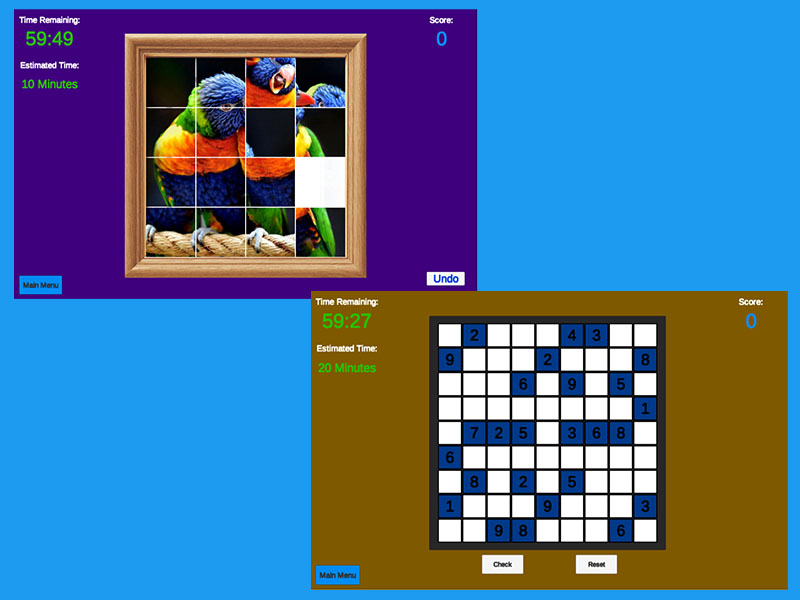 Time Remaining:
59:49
Estimated Time:
10 Minutes
Score:
0
Main Menu
Undo
Time Remaining:
59:27
Estimated Time:
20 Minutes
Score:
0
2 4 3
9 2 8
6 9 5
1
7 2 5 3 6 8
6
8 2 5
1 9 3
9 8 6
Check Reset
Main Menu